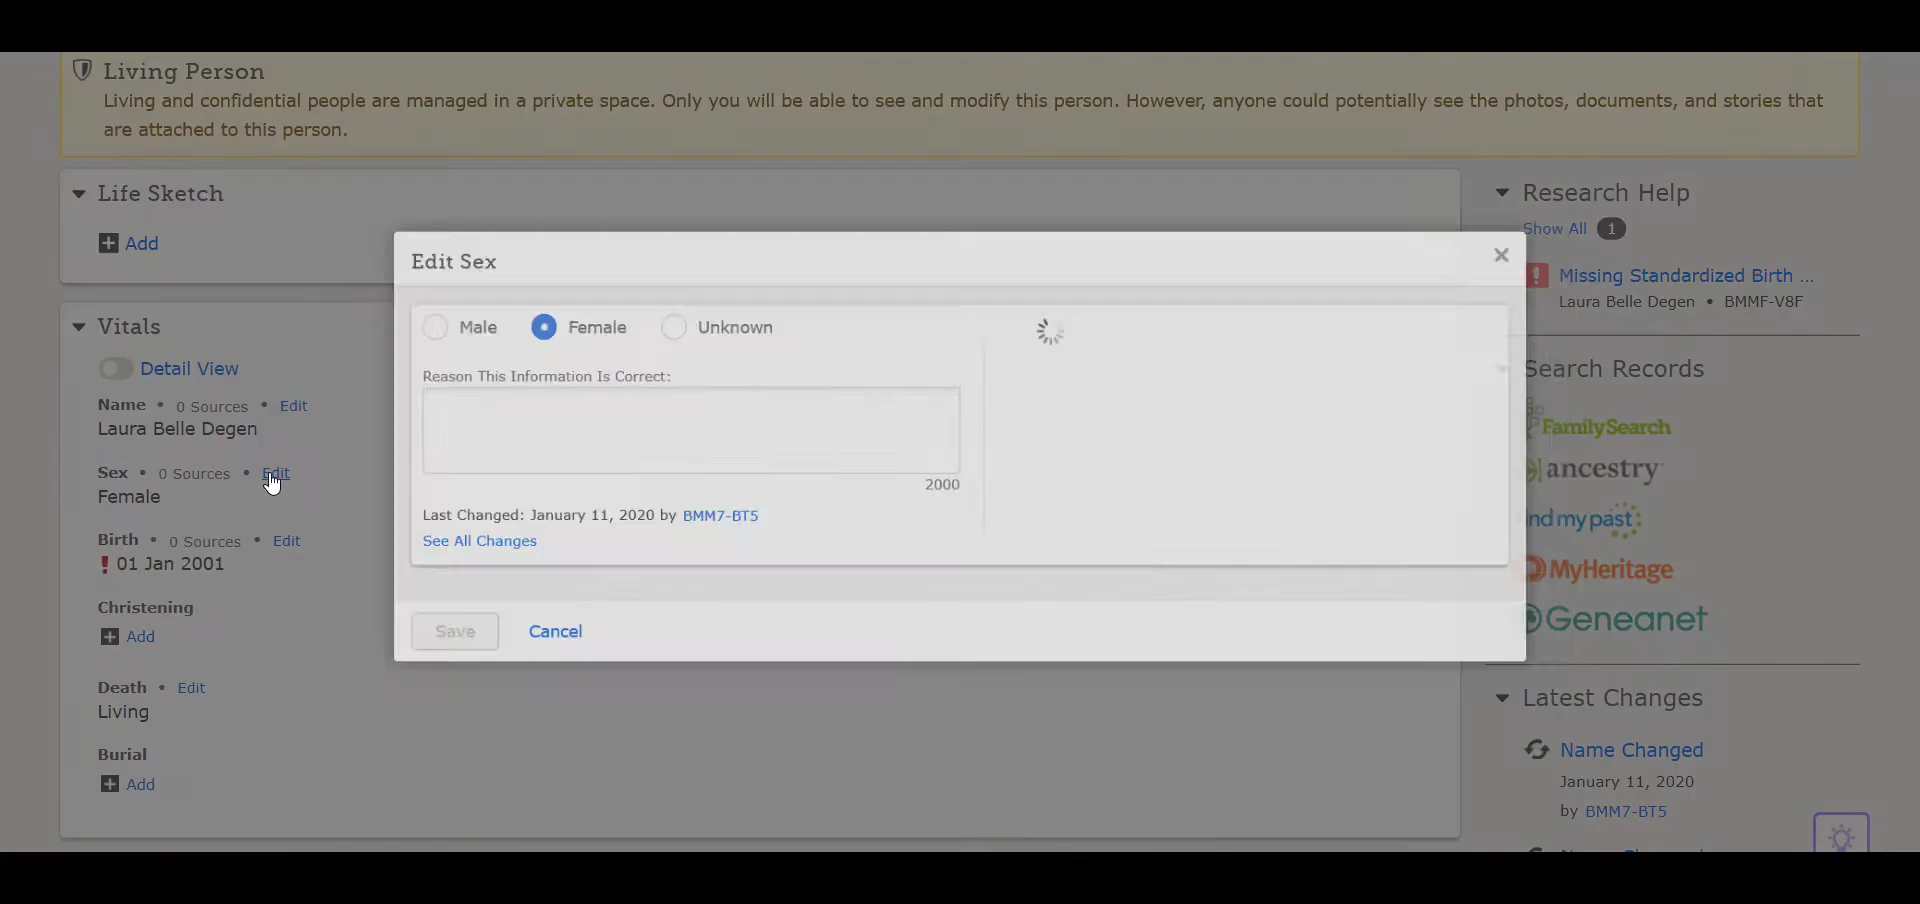 Living Person
Living and confidential people are managed in a private space. Only you will be able to see and modify this person. However, anyone could potentially see the photos, documents, and stories that
are attached to this person.
Life Sketch
Add
Vitals
Detail View
Name • 0 Sources • Edit
Laura Belle Degen
Sex • 0 Sources • Edit
Female
Birth • 0 Sources • Edit
01 Jan 2001
Christening
Add
Death • Edit
Living
Burial
Add
Edit Sex
Male Female Unknown
Reason This Information Is Correct:
2000
Last Changed: January 11, 2020 by BMM7-BT5
See All Changes
Save Cancel
Research Help
Show All 1
Missing Standardized Birth ...
Laura Belle Degen • BMMF-V8F
Search Records
FamilySearch
ancestry
nd my past
MyHeritage
Geneanet
Latest Changes
Name Changed
January 11, 2020
by BMM7-BT5